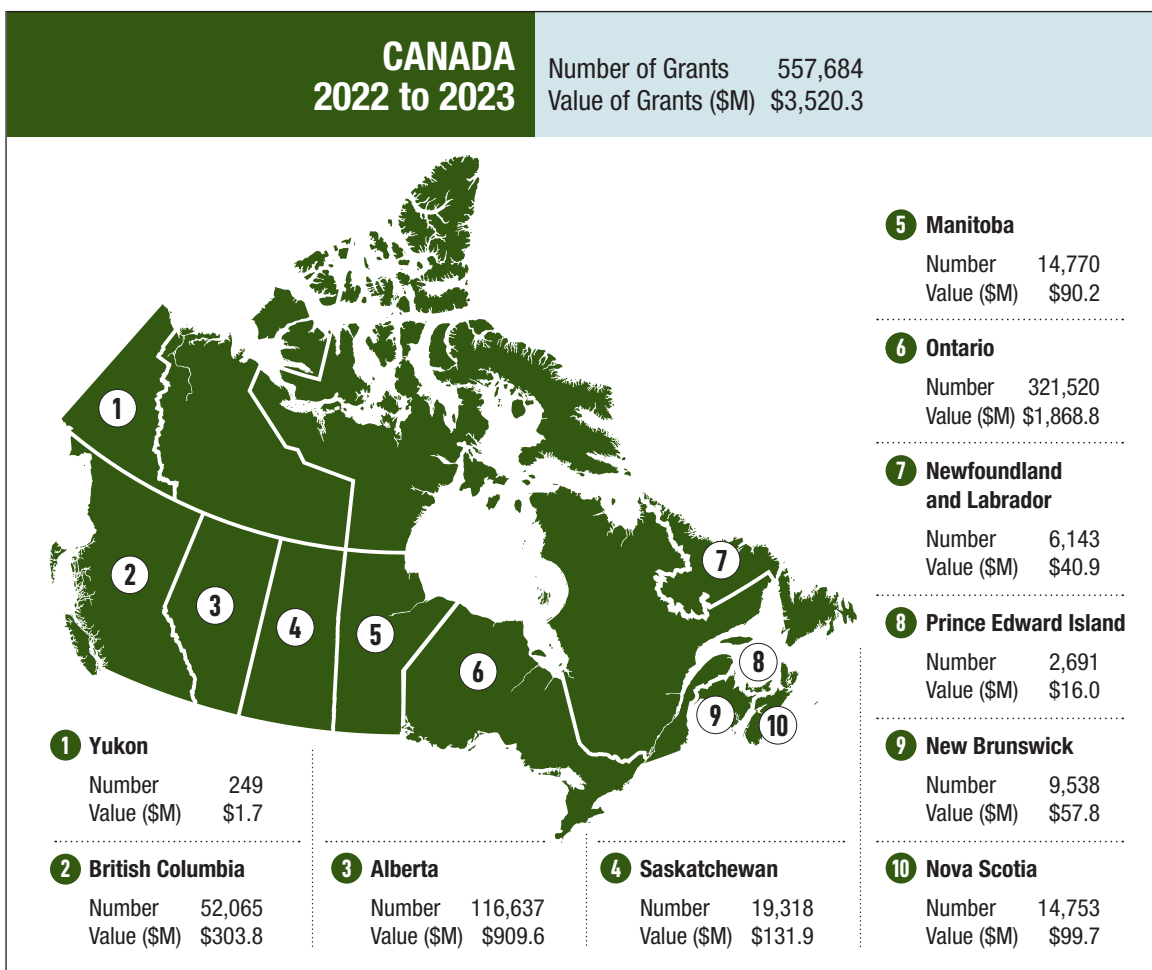 CANADA
2022 to 2023
Number of Grants 557,684
Value of Grants ($M) $3,520.3
1
2
3
4
5
6
7
8
9
10
1 Yukon
Number 249
Value ($M) $1.7
2 British Columbia
Number 52,065
Value ($M) $303.8
3 Alberta
Number 116,637
Value ($M) $909.6
4 Saskatchewan
Number 19,318
Value ($M) $131.9
5 Manitoba
Number 14,770
Value ($M) $90.2
6 Ontario
Number 321,520
Value ($M) $1,868.8
7 Newfoundland
and Labrador
Number 6,143
Value ($M) $40.9
8 Prince Edward Island
Number 2,691
Value ($M) $16.0
9 New Brunswick
Number 9,538
Value ($M) $57.8
10 Nova Scotia
Number 14,753
Value ($M) $99.7